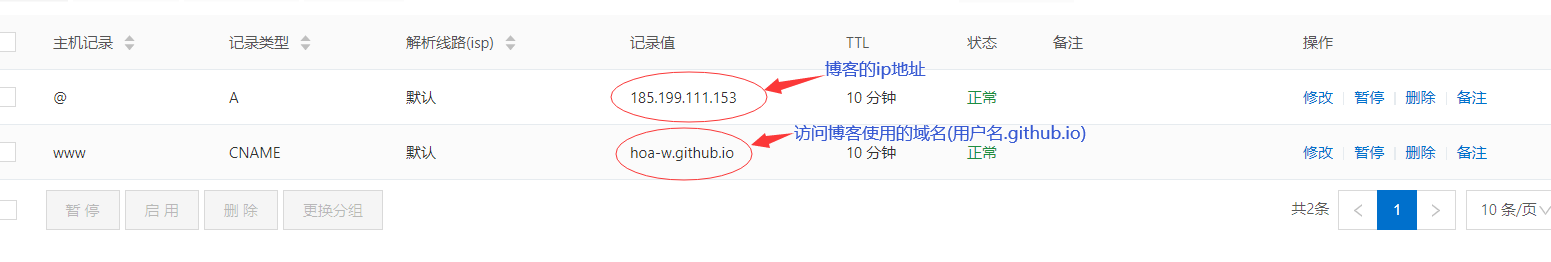 主机记录 记录类型 解析线路(isp) 记录值 TTL 状态 备注 操作
博客的ip地址
@ A 默认 185.199.111.153 10 分钟 正常 修改 暂停 删除 备注
访问博客使用的域名(用户名.github.io)
www CNAME 默认 hoa-w.github.io 10 分钟 正常 修改 暂停 删除 备注
暂 停 启 用 删 除 更换分组 共2条 1 10 条/页